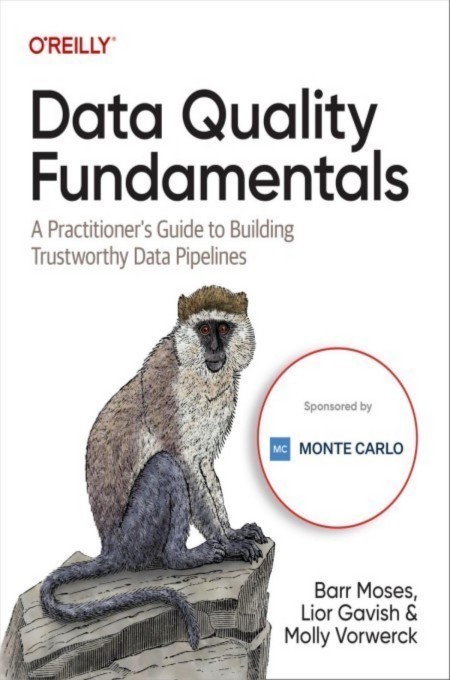 O'REILLY®
Data Quality
Fundamentals
A Practitioner's Guide to Building
Trustworthy Data Pipelines
Sponsored by
MC MONTE CARLO
Barr Moses,
Lior Gavish &
Molly Vorwerck